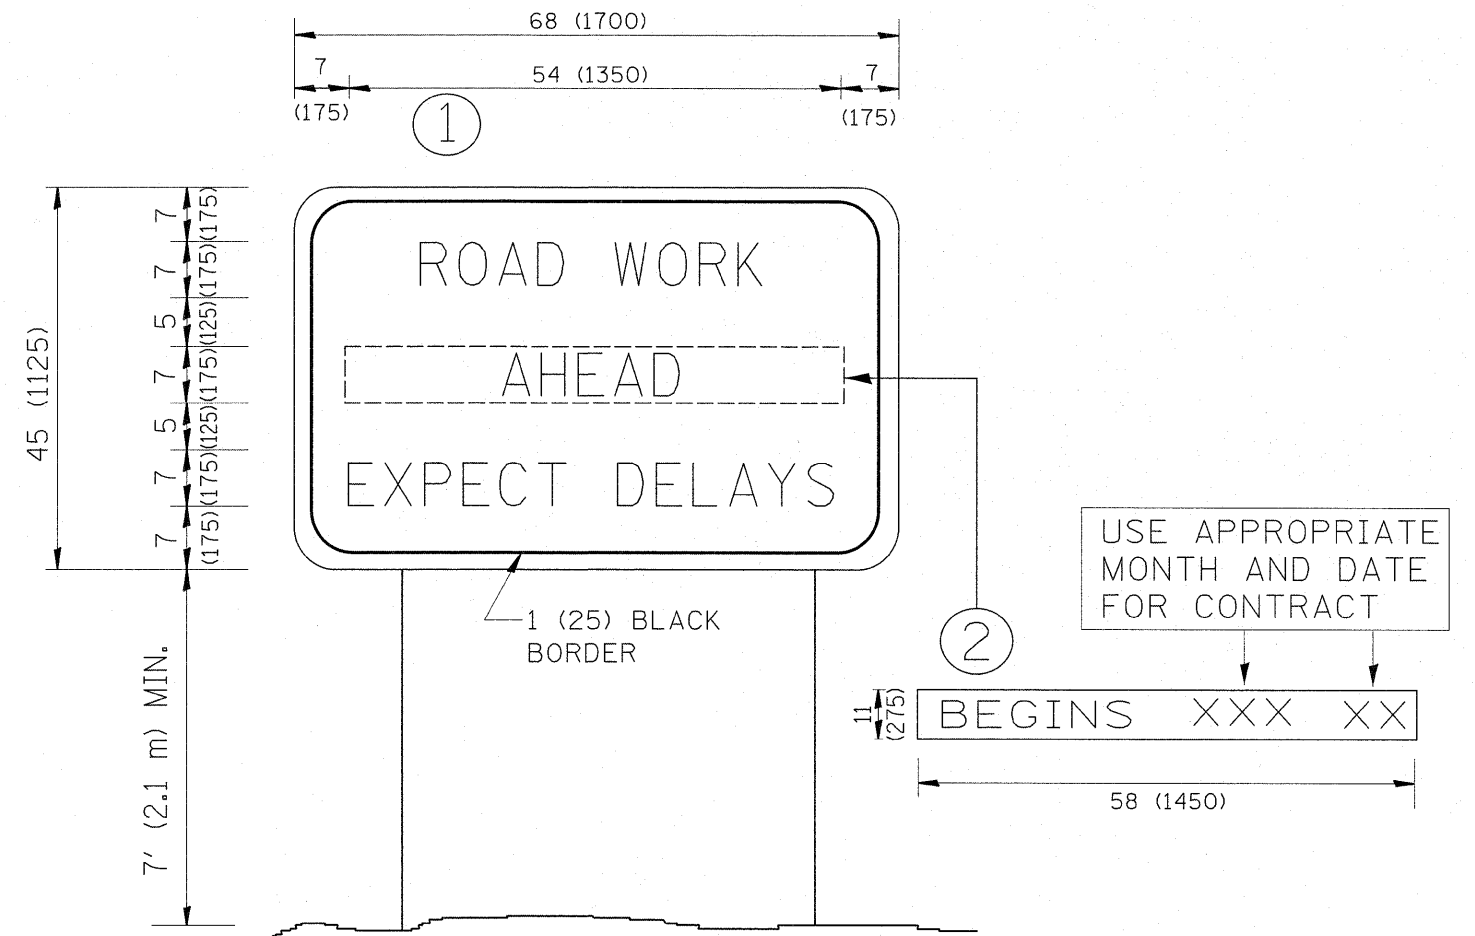 68 (1700)
7
54 (1350)
7
(175)
(175)
1
7
(175)
7
(175)
5
(125)
7
(175)
5
(125)
7
(175)
7
(175)
45 (1125)
ROAD WORK
AHEAD
EXPECT DELAYS
1 (25) BLACK
BORDER
7' (2.1 m) MIN.
2
USE APPROPRIATE
MONTH AND DATE
FOR CONTRACT
11
(275)
BEGINS XXX XX
58 (1450)